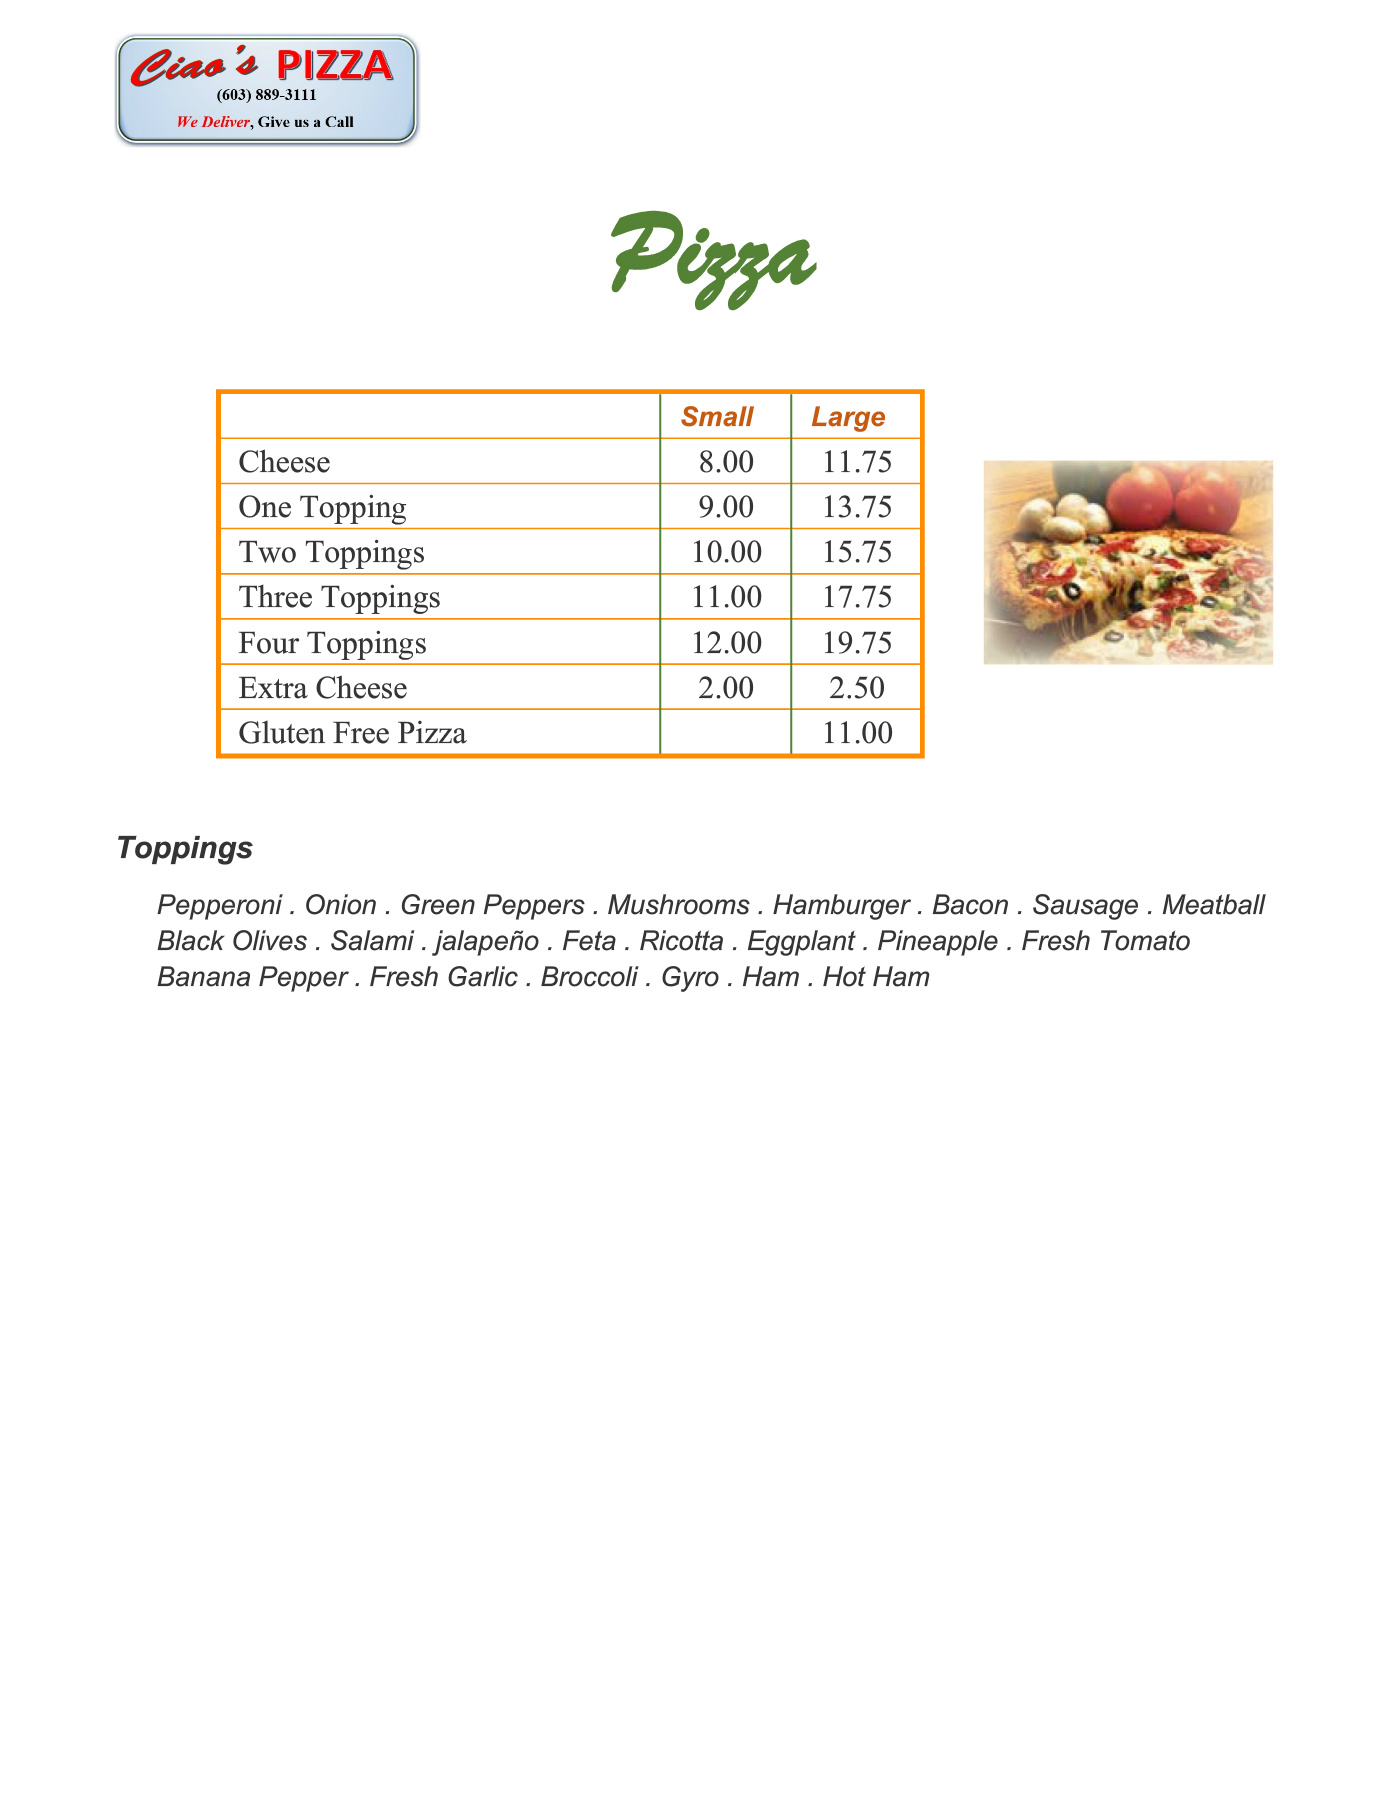 Ciao's PIZZA
(603) 889-3111
We Deliver, Give us a Call
Pizza
Small Large
Cheese 8.00 11.75
One Topping 9.00 13.75
Two Toppings 10.00 15.75
Three Toppings 11.00 17.75
Four Toppings 12.00 19.75
Extra Cheese 2.00 2.50
Gluten Free Pizza 11.00
Toppings
Pepperoni . Onion . Green Peppers . Mushrooms . Hamburger . Bacon . Sausage . Meatball
Black Olives . Salami . jalapeño . Feta . Ricotta . Eggplant . Pineapple . Fresh Tomato
Banana Pepper . Fresh Garlic . Broccoli . Gyro . Ham . Hot Ham